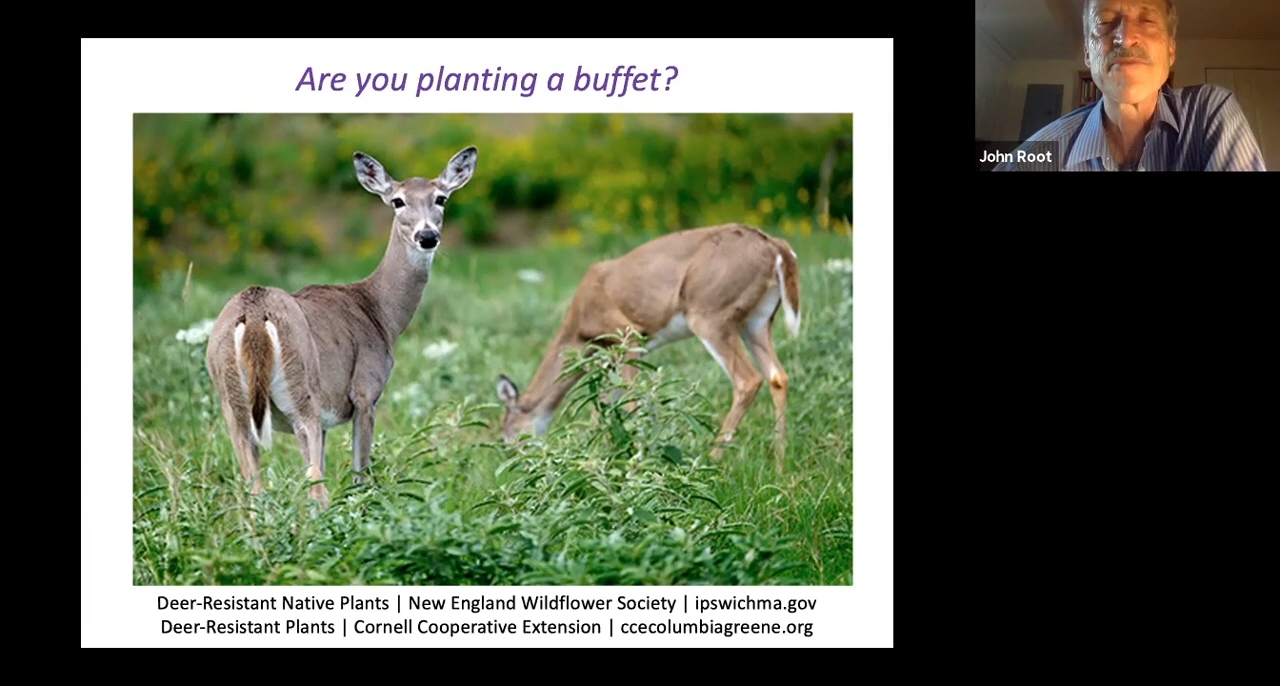 Are you planting a buffet?
John Root
Deer-Resistant Native Plants | New England Wildflower Society | ipswichma.gov
Deer-Resistant Plants | Cornell Cooperative Extension | ccecolumbiagreene.org